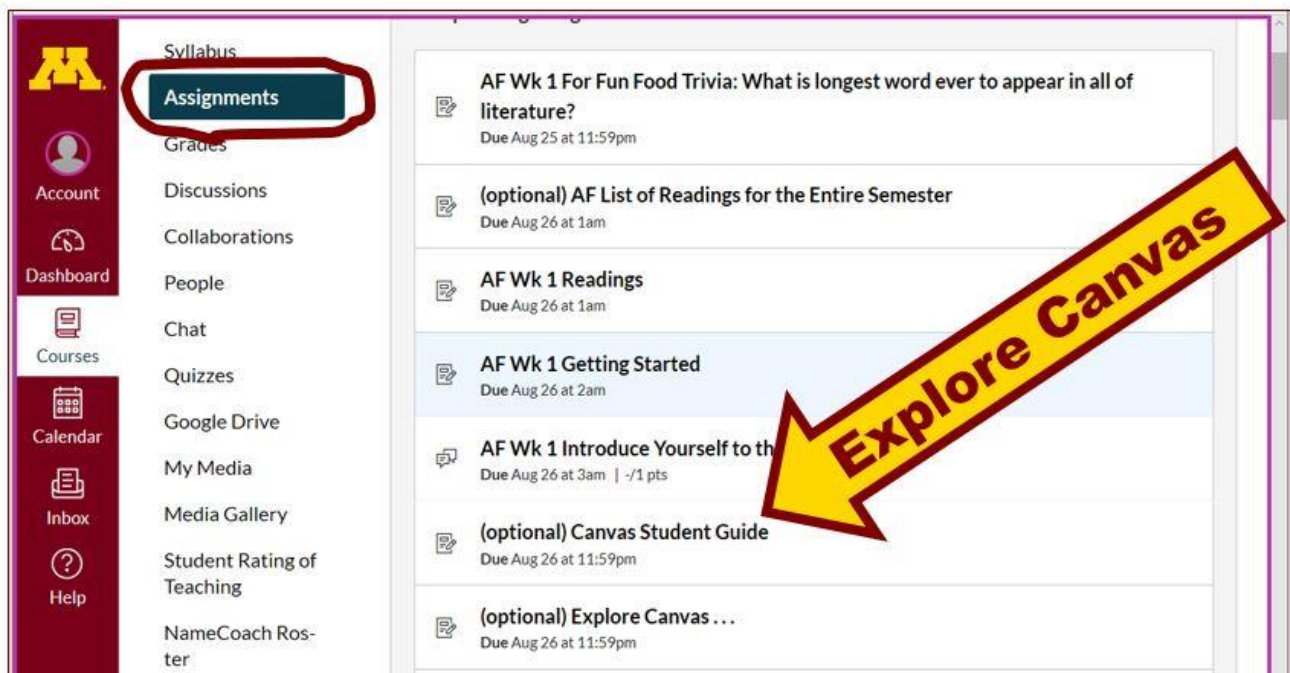 M
Account
Dashboard
Courses
Calendar
Inbox
Help
Syllabus
Assignments
Grades
Discussions
Collaborations
People
Chat
Quizzes
Google Drive
My Media
Media Gallery
Student Rating of
Teaching
NameCoach Ros-
ter
AF Wk 1 For Fun Food Trivia: What is longest word ever to appear in all of
literature?
Due Aug 25 at 11:59pm
(optional) AF List of Readings for the Entire Semester
Due Aug 26 at 1am
AF Wk 1 Readings
Due Aug 26 at 1am
AF Wk 1 Getting Started
Due Aug 26 at 2am
AF Wk 1 Introduce Yourself to th
Due Aug 26 at 3am | -/1 pts
(optional) Canvas Student Guide
Due Aug 26 at 11:59pm
(optional) Explore Canvas . . .
Due Aug 26 at 11:59pm
Explore Canvas